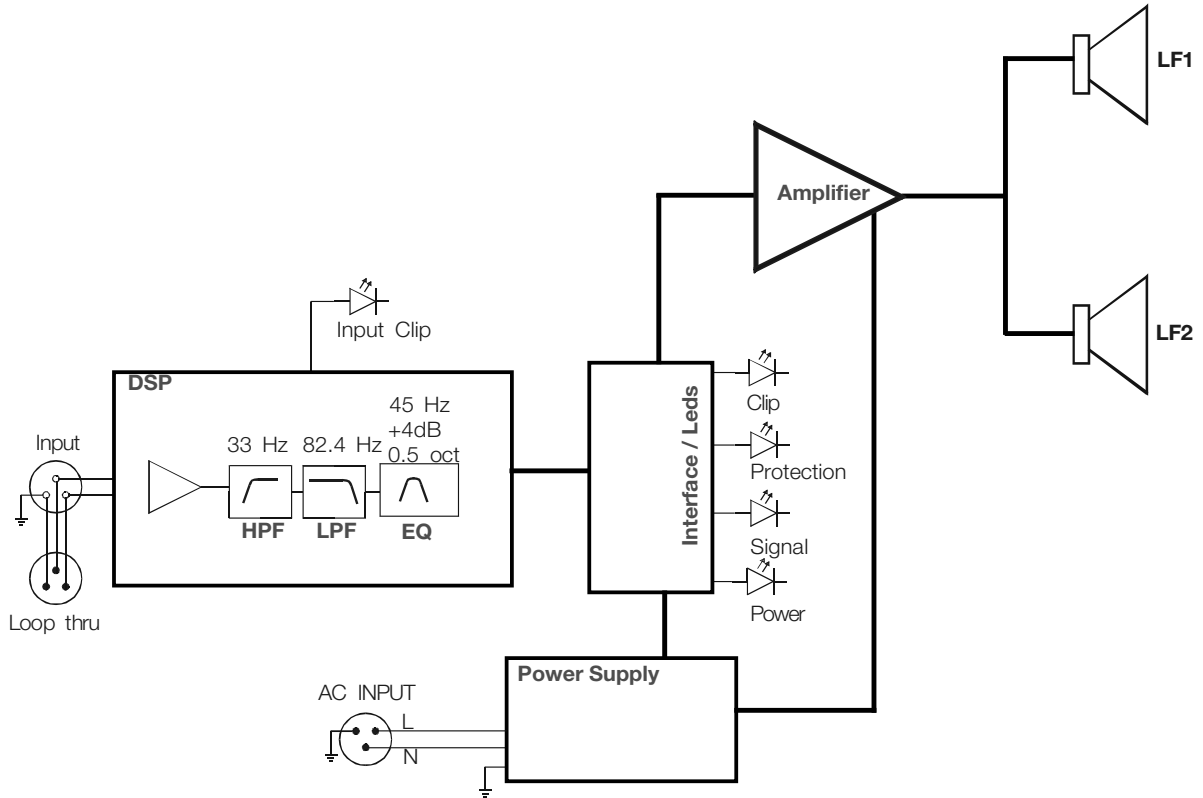 LF1
Amplifier
LF2
Input Clip
DSP
45 Hz
+4dB
0.5 oct
33 Hz
82.4 Hz
HPF
LPF
EQ
Input
Loop thru
Interface / Leds
Clip
Protection
Signal
Power
Power Supply
AC INPUT
L
N